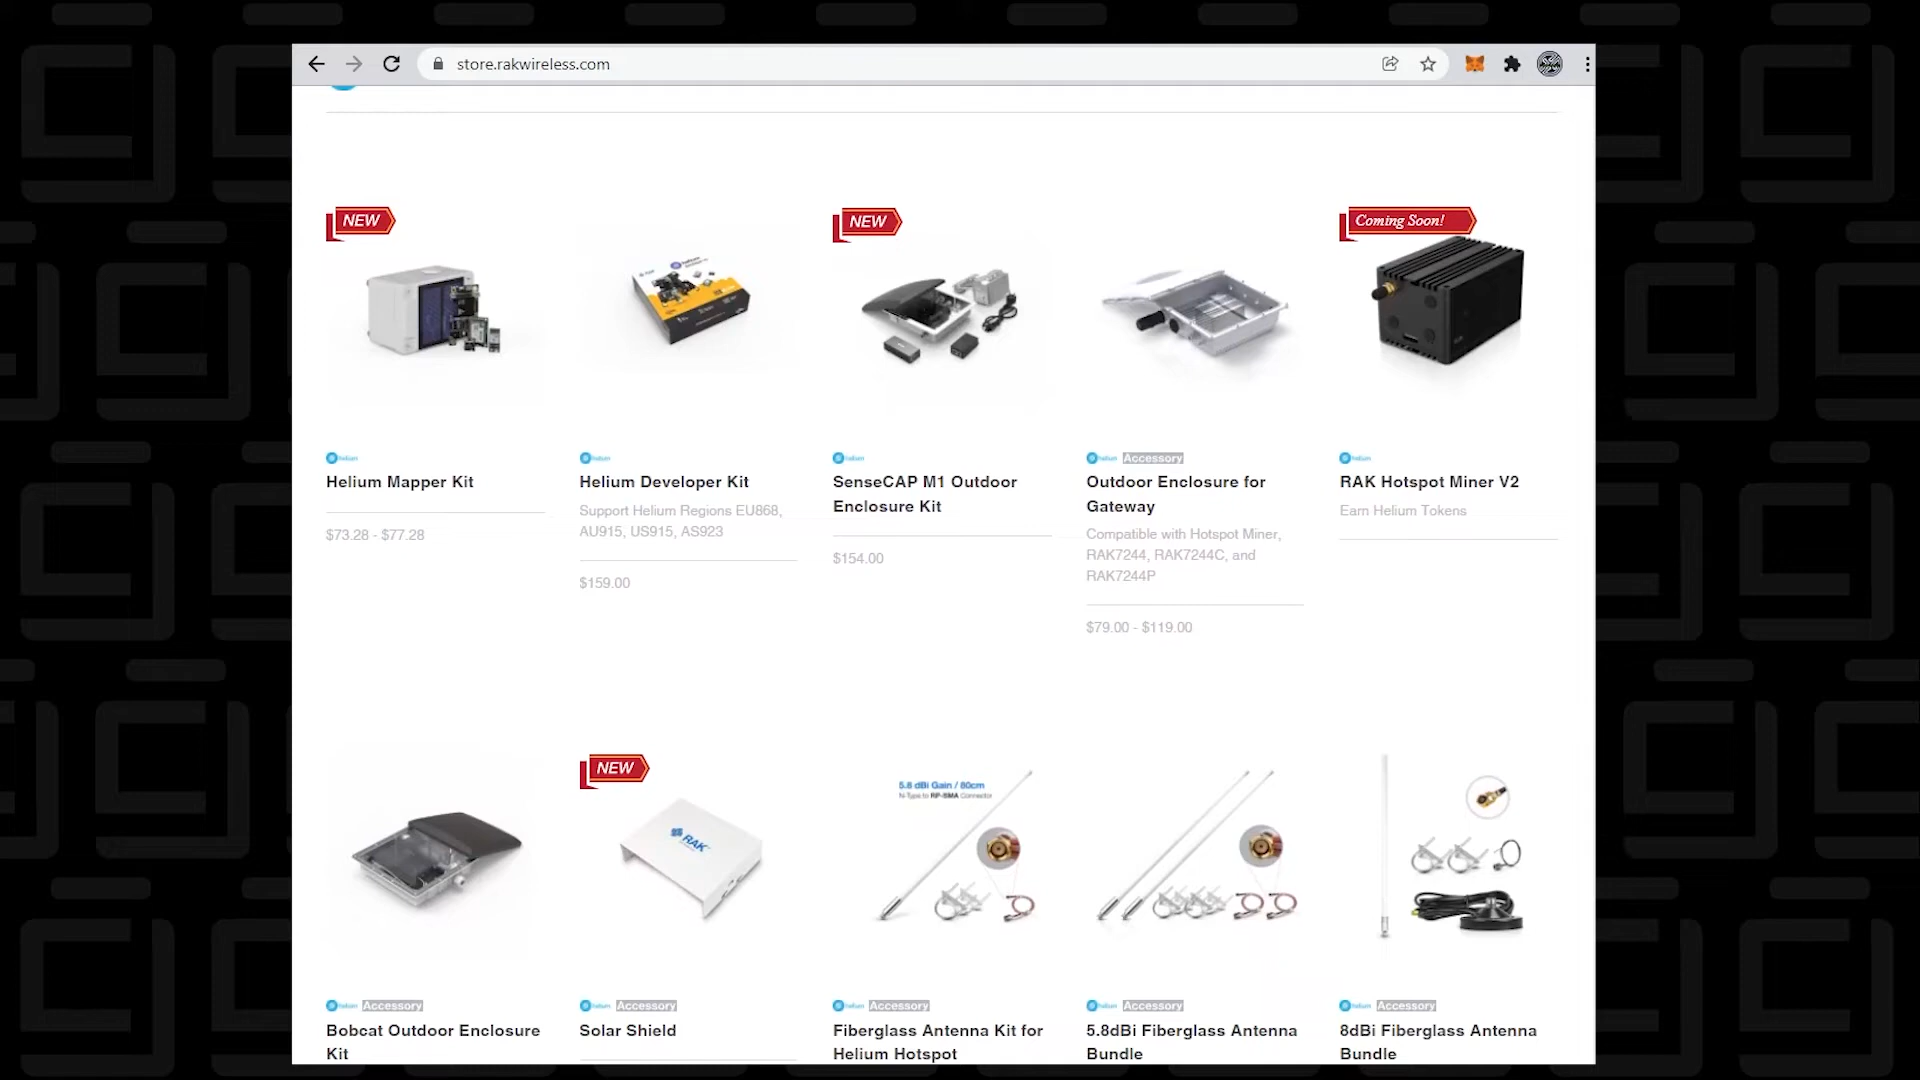 store.rakwireless.com
NEW
NEW
Coming Soon!
helium
helium
helium
helium Accessory
helium
Helium Mapper Kit
Helium Developer Kit
SenseCAP M1 Outdoor
Enclosure Kit
Outdoor Enclosure for
Gateway
RAK Hotspot Miner V2
$73.28 - $77.28
Support Helium Regions EU868,
AU915, US915, AS923
$159.00
$154.00
Compatible with Hotspot Miner,
RAK7244, RAK7244C, and
RAK7244P
$79.00 - $119.00
Earn Helium Tokens
NEW
RAK
5.8 dBi Gain / 80cm
N-Type to RP-SMA Connector
helium Accessory
helium Accessory
helium Accessory
helium Accessory
helium Accessory
Bobcat Outdoor Enclosure
Kit
Solar Shield
Fiberglass Antenna Kit for
Helium Hotspot
5.8dBi Fiberglass Antenna
Bundle
8dBi Fiberglass Antenna
Bundle